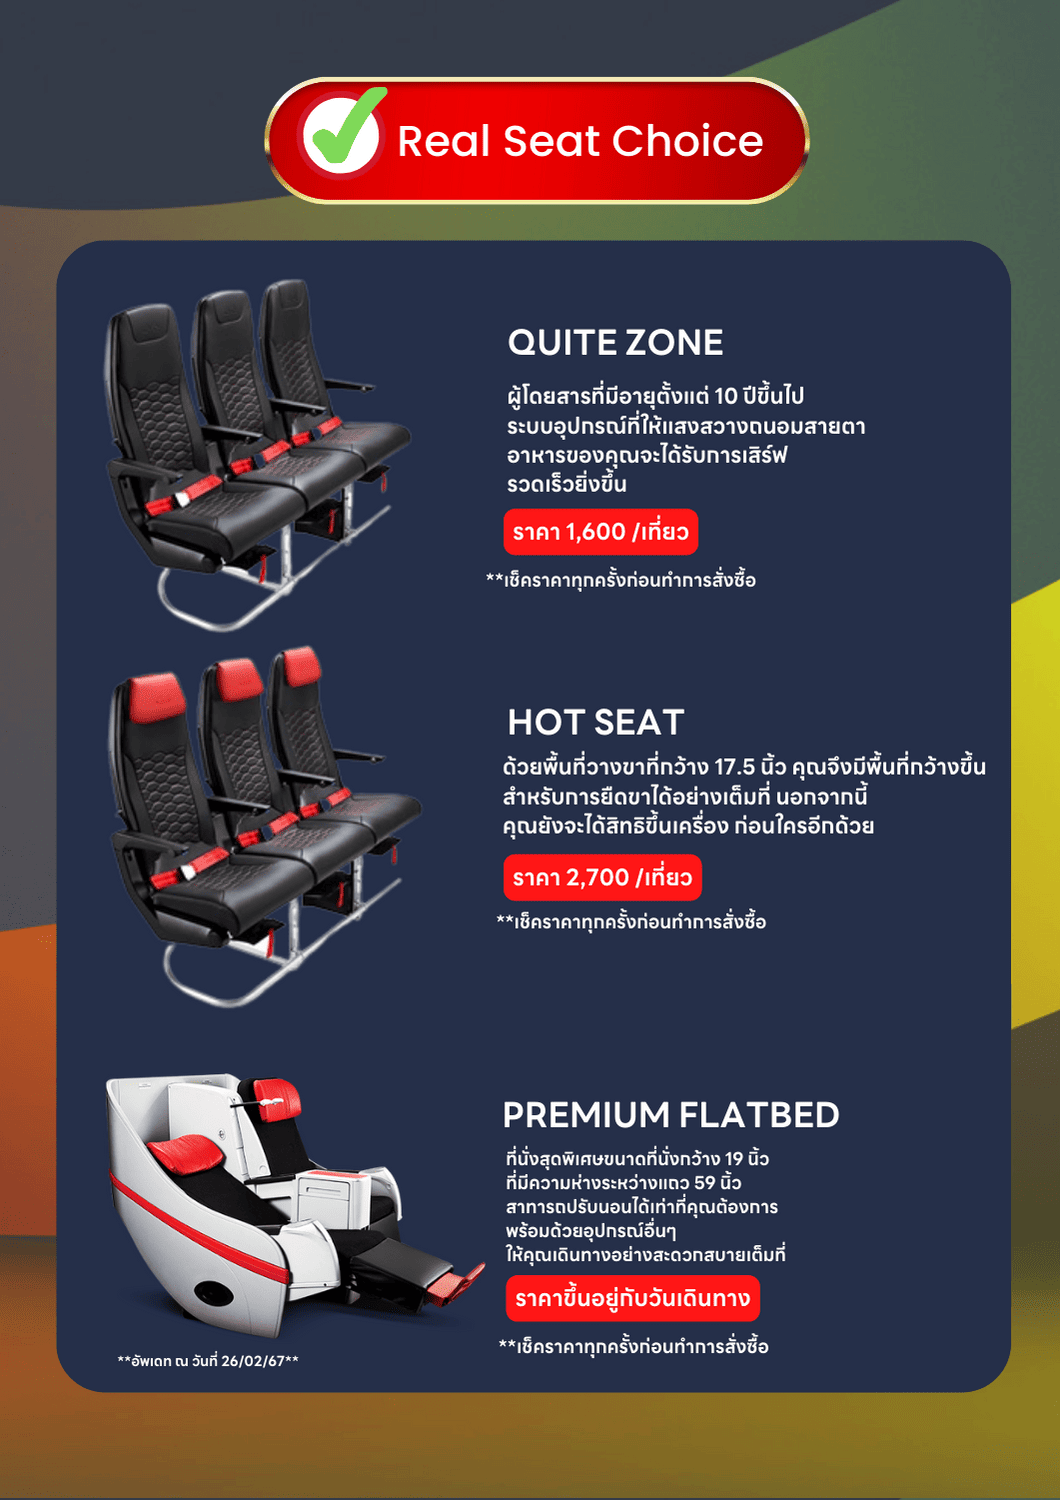 Real Seat Choice
QUITE ZONE
ผู้โดยสารที่มีอายุตั้งแต่ 10 ปีขึ้นไป
ระบบอุปกรณ์ที่ให้แสงสว่างถนอมสายตา
อาหารของคุณจะได้รับการเสิร์ฟ
รวดเร็วยิ่งขึ้น
ราคา 1,600 /เที่ยว
**เช็คราคาทุกครั้งก่อนทำการสั่งซื้อ
HOT SEAT
ด้วยพื้นที่วางขาที่กว้าง 17.5 นิ้ว คุณจึงมีพื้นที่กว้างขึ้น
สำหรับการยืดขาได้อย่างเต็มที่ นอกจากนี้
คุณยังจะได้สิทธิขึ้นเครื่อง ก่อนใครอีกด้วย
ราคา 2,700 /เที่ยว
**เช็คราคาทุกครั้งก่อนทำการสั่งซื้อ
PREMIUM FLATBED
ที่นั่งสุดพิเศษขนาดที่นั่งกว้าง 19 นิ้ว
ที่มีความห่างระหว่างแถว 59 นิ้ว
สาทารถปรับนอนได้เท่าที่คุณต้องการ
พร้อมด้วยอุปกรณ์อื่นๆ
ให้คุณเดินทางอย่างสะดวกสบายเต็มที่
ราคาขึ้นอยู่กับวันเดินทาง
**เช็คราคาทุกครั้งก่อนทำการสั่งซื้อ
**อัพเดท ณ วันที่ 26/02/67**